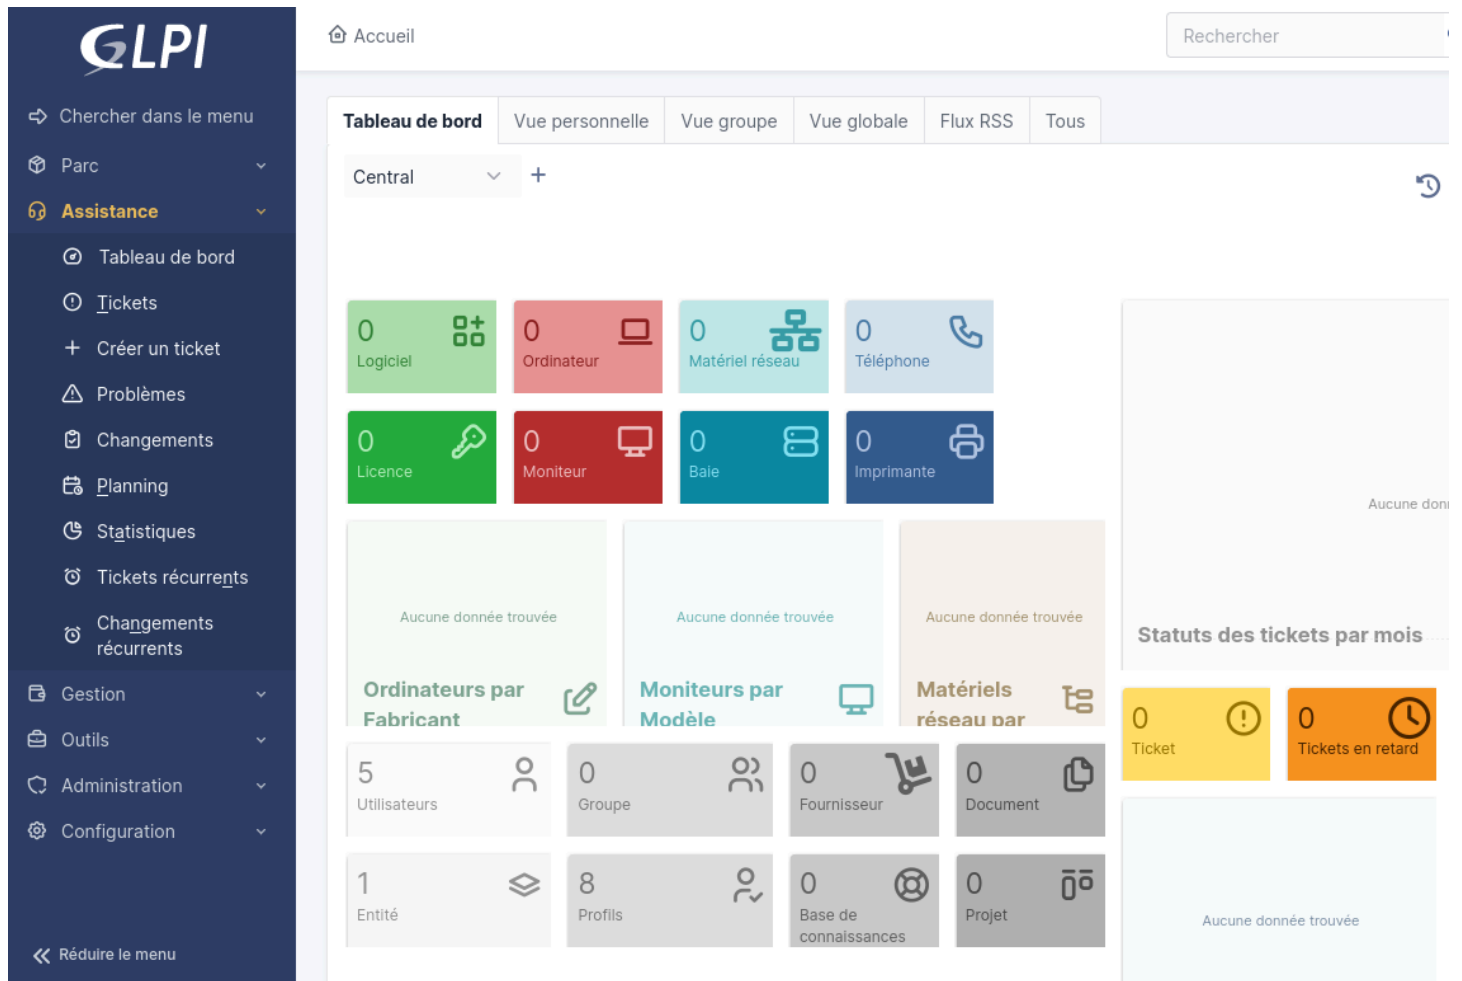 GLPI
Chercher dans le menu
Parc
Assistance
Tableau de bord
Tickets
Créer un ticket
Problèmes
Changements
Planning
Statistiques
Tickets récurrents
Changements
récurrents
Gestion
Outils
Administration
Configuration
Réduire le menu
Accueil
Rechercher
Tableau de bord
Vue personnelle
Vue groupe
Vue globale
Flux RSS
Tous
Central
0
Logiciel
0
Ordinateur
0
Matériel réseau
0
Téléphone
0
Licence
0
Moniteur
0
Baie
0
Imprimante
Aucune donnée trouvée
Ordinateurs par
Fabricant
Aucune donnée trouvée
Moniteurs par
Modèle
Aucune donnée trouvée
Matériels
réseau par
5
Utilisateurs
0
Groupe
0
Fournisseur
0
Document
1
Entité
8
Profils
0
Base de
connaissances
0
Projet
Aucune
Statuts des tickets par mois
0
Ticket
0
Tickets en retard
Aucune donnée trouvée